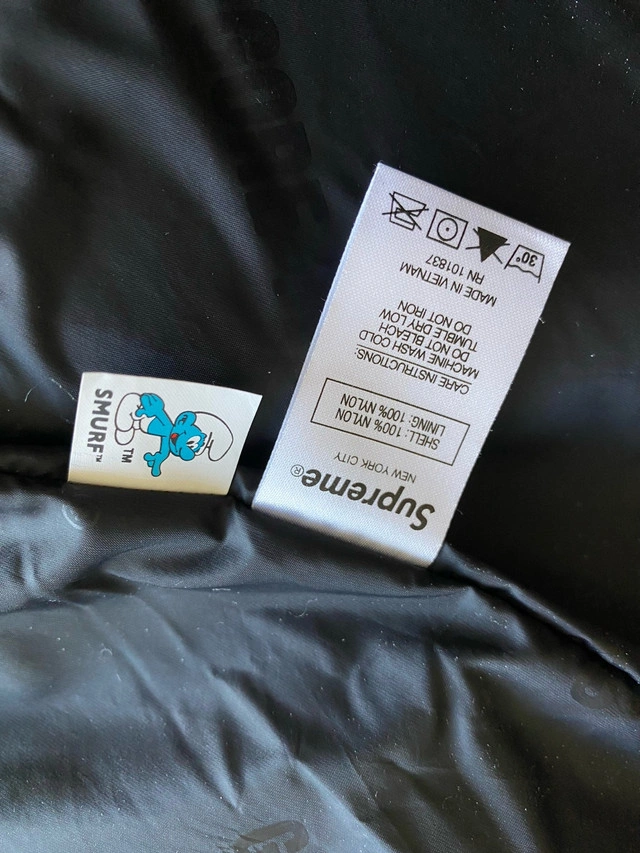 Supreme®
NEW YORK CITY
SHELL: 100% NYLON
LINING: 100% NYLON
CARE INSTRUCTIONS:
MACHINE WASH COLD
DO NOT BLEACH
TUMBLE DRY LOW
DO NOT IRON
MADE IN VIETNAM
RN 101837
30°
SMURF™
TM